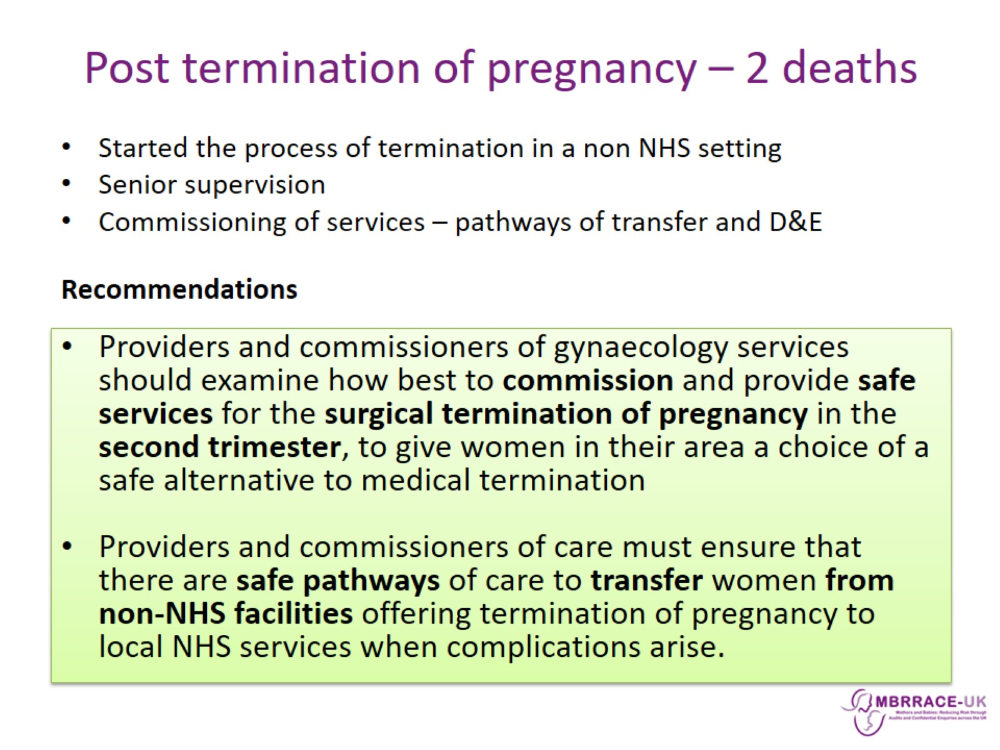 Post termination of pregnancy – 2 deaths
• Started the process of termination in a non NHS setting
• Senior supervision
• Commissioning of services – pathways of transfer and D&E
Recommendations
• Providers and commissioners of gynaecology services
should examine how best to commission and provide safe
services for the surgical termination of pregnancy in the
second trimester, to give women in their area a choice of a
safe alternative to medical termination
• Providers and commissioners of care must ensure that
there are safe pathways of care to transfer women from
non-NHS facilities offering termination of pregnancy to
local NHS services when complications arise.
MBRRACE-UK
Mothers and Babies: Reducing Risk through
Audits and Confidential Enquiries across the UK